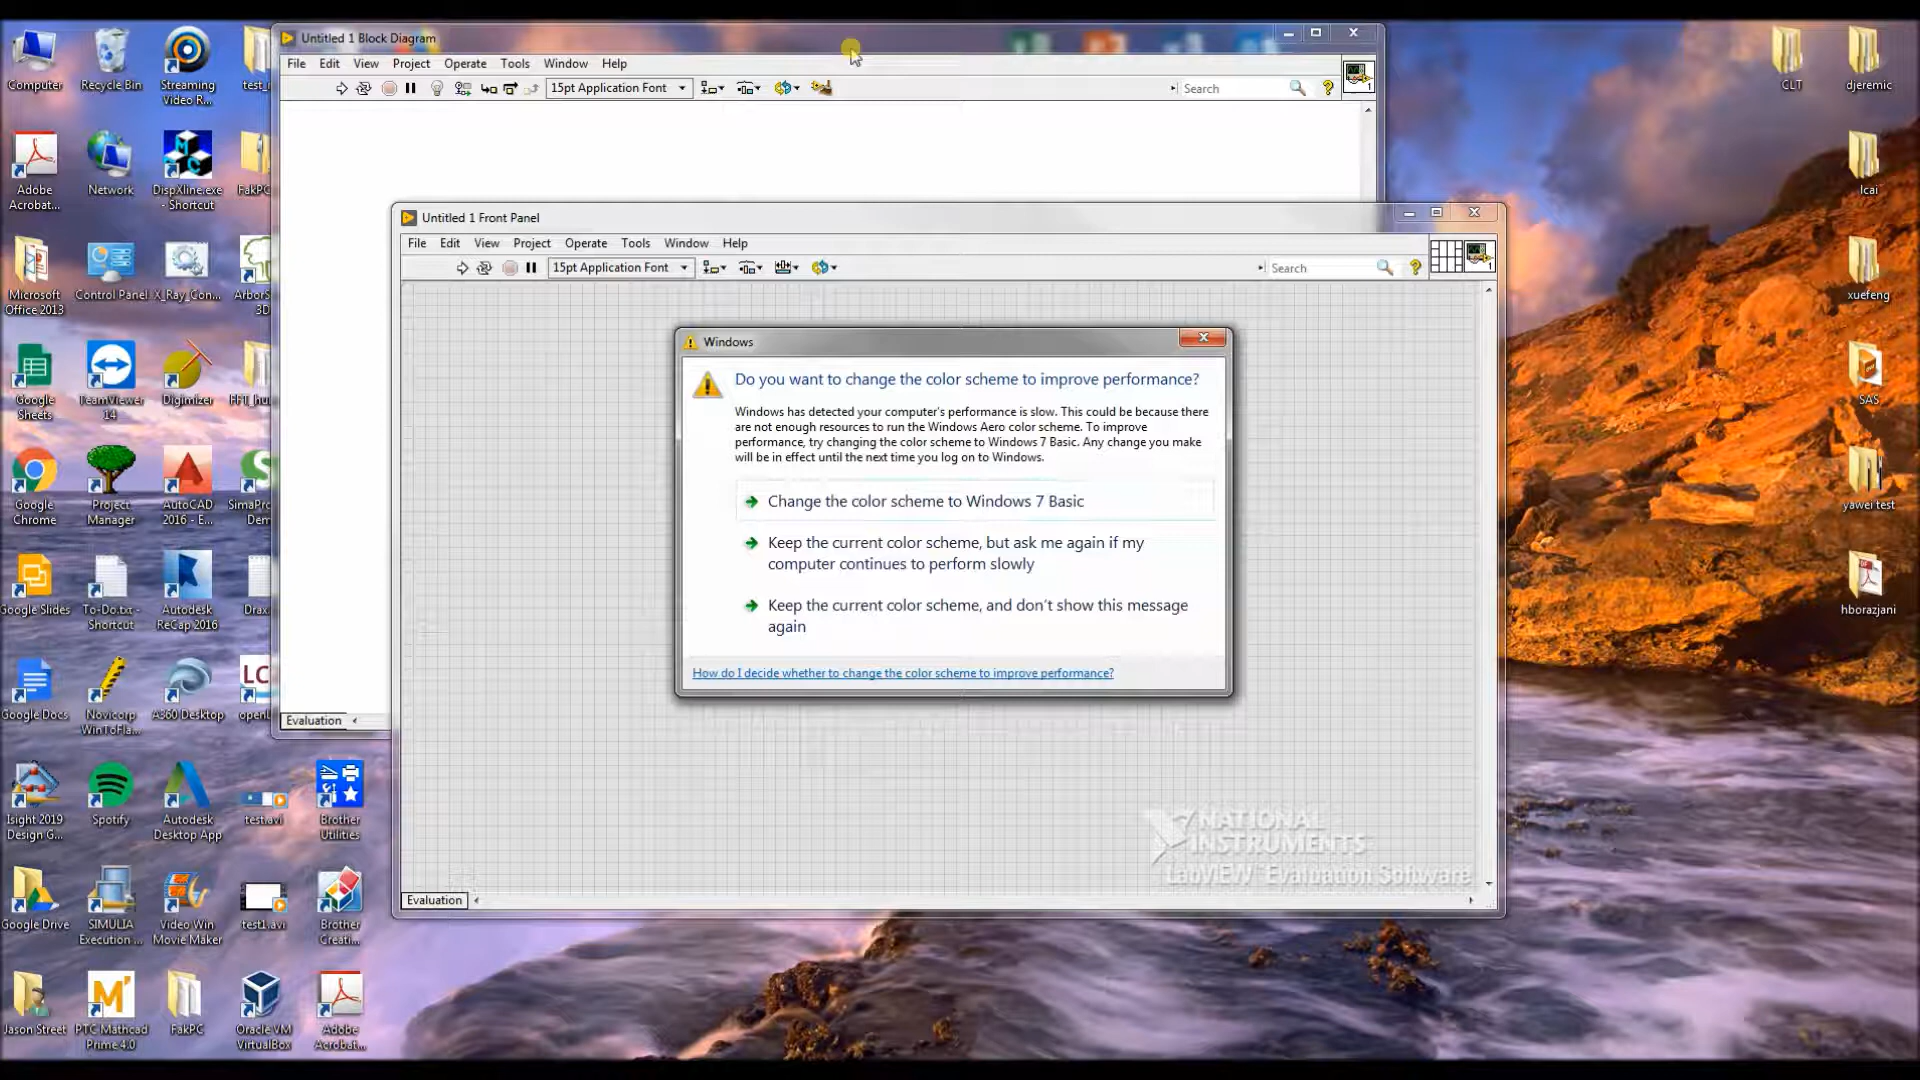 Untitled 1 Block Diagram
File Edit View Project Operate Tools Window Help
15pt Application Font
Search
1
Untitled 1 Front Panel
File Edit View Project Operate Tools Window Help
15pt Application Font
Search
1
Windows
Do you want to change the color scheme to improve performance?
Windows has detected your computer's performance is slow. This could be because there
are not enough resources to run the Windows Aero color scheme. To improve
performance, try changing the color scheme to Windows 7 Basic. Any change you make
will be in effect until the next time you log on to Windows.
Change the color scheme to Windows 7 Basic
Keep the current color scheme, but ask me again if my
computer continues to perform slowly
Keep the current color scheme, and don't show this message
again
How do I decide whether to change the color scheme to improve performance?
NATIONAL
INSTRUMENTS
LabVIEW™ Evaluation Software
Evaluation
Evaluation
Computer
Recycle Bin
Streaming
Video R...
Adobe
Acrobat...
Network
DispXline.exe
- Shortcut
FakPC
Microsoft
Office 2013
Control Panel
X_Ray_Con...
3D
Google
Sheets
TeamViewer
14
Digimizer
Google
Chrome
Project
Manager
AutoCAD
2016 - E...
Google Slides
To-Do.txt -
Shortcut
Autodesk
ReCap 2016
Google Docs
Novicorp
WinToFla...
A360 Desktop
LC
Isight 2019
Design G...
Spotify
Autodesk
Desktop App
test.avi
Brother
Utilities
Google Drive
SIMULIA
Execution ...
Video Win
Movie Maker
test1.avi
Brother
Creati...
Jason Street
PTC Mathcad
Prime 4.0
FakPC
Oracle VM
VirtualBox
Adobe
Acrobat...
CLT
djeremic
lcai
xuefeng
SAS
yawei test
hborazjani